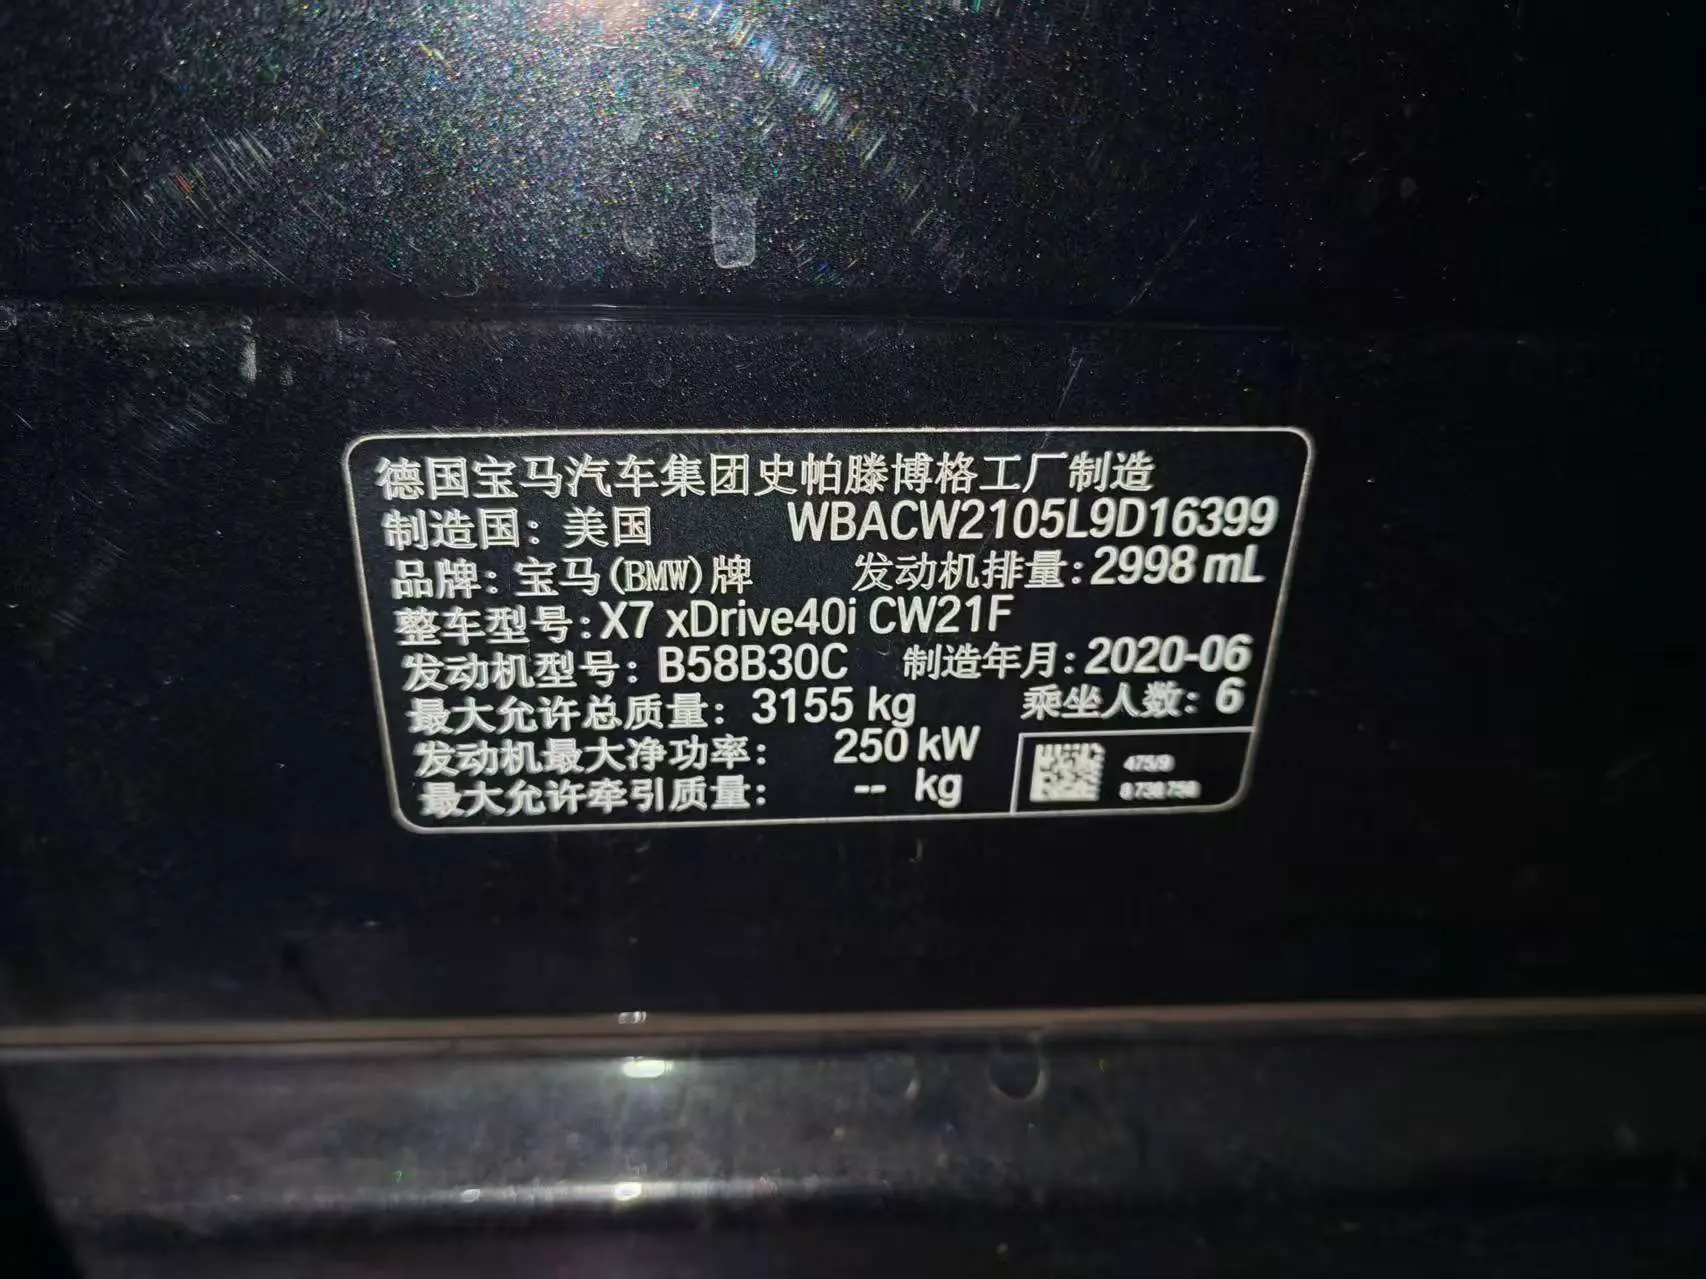 德国宝马汽车集团史帕滕博格工厂制造
制造国: 美国 WBACW2105L9D16399
品牌: 宝马(BMW)牌 发动机排量: 2998 mL
整车型号: X7 xDrive40i CW21F
发动机型号: B58B30C 制造年月: 2020-06
最大允许总质量: 3155 kg 乘坐人数: 6
发动机最大净功率: 250 kW
最大允许牵引质量: -- kg